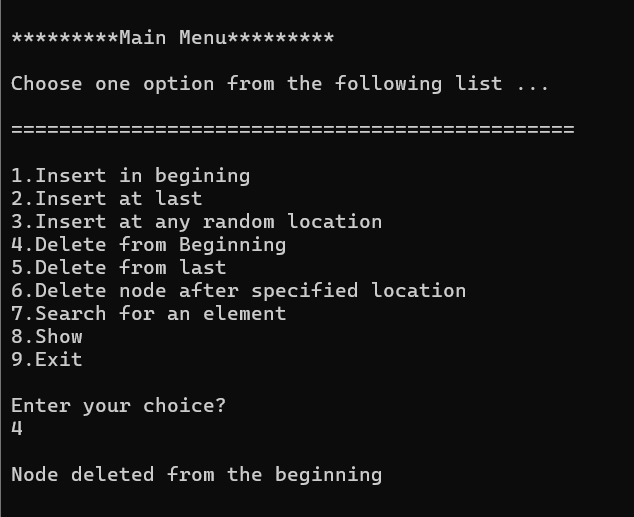 *********Main Menu*********
Choose one option from the following list ...
===============================================
1.Insert in begining
2.Insert at last
3.Insert at any random location
4.Delete from Beginning
5.Delete from last
6.Delete node after specified location
7.Search for an element
8.Show
9.Exit
Enter your choice?
4
Node deleted from the beginning